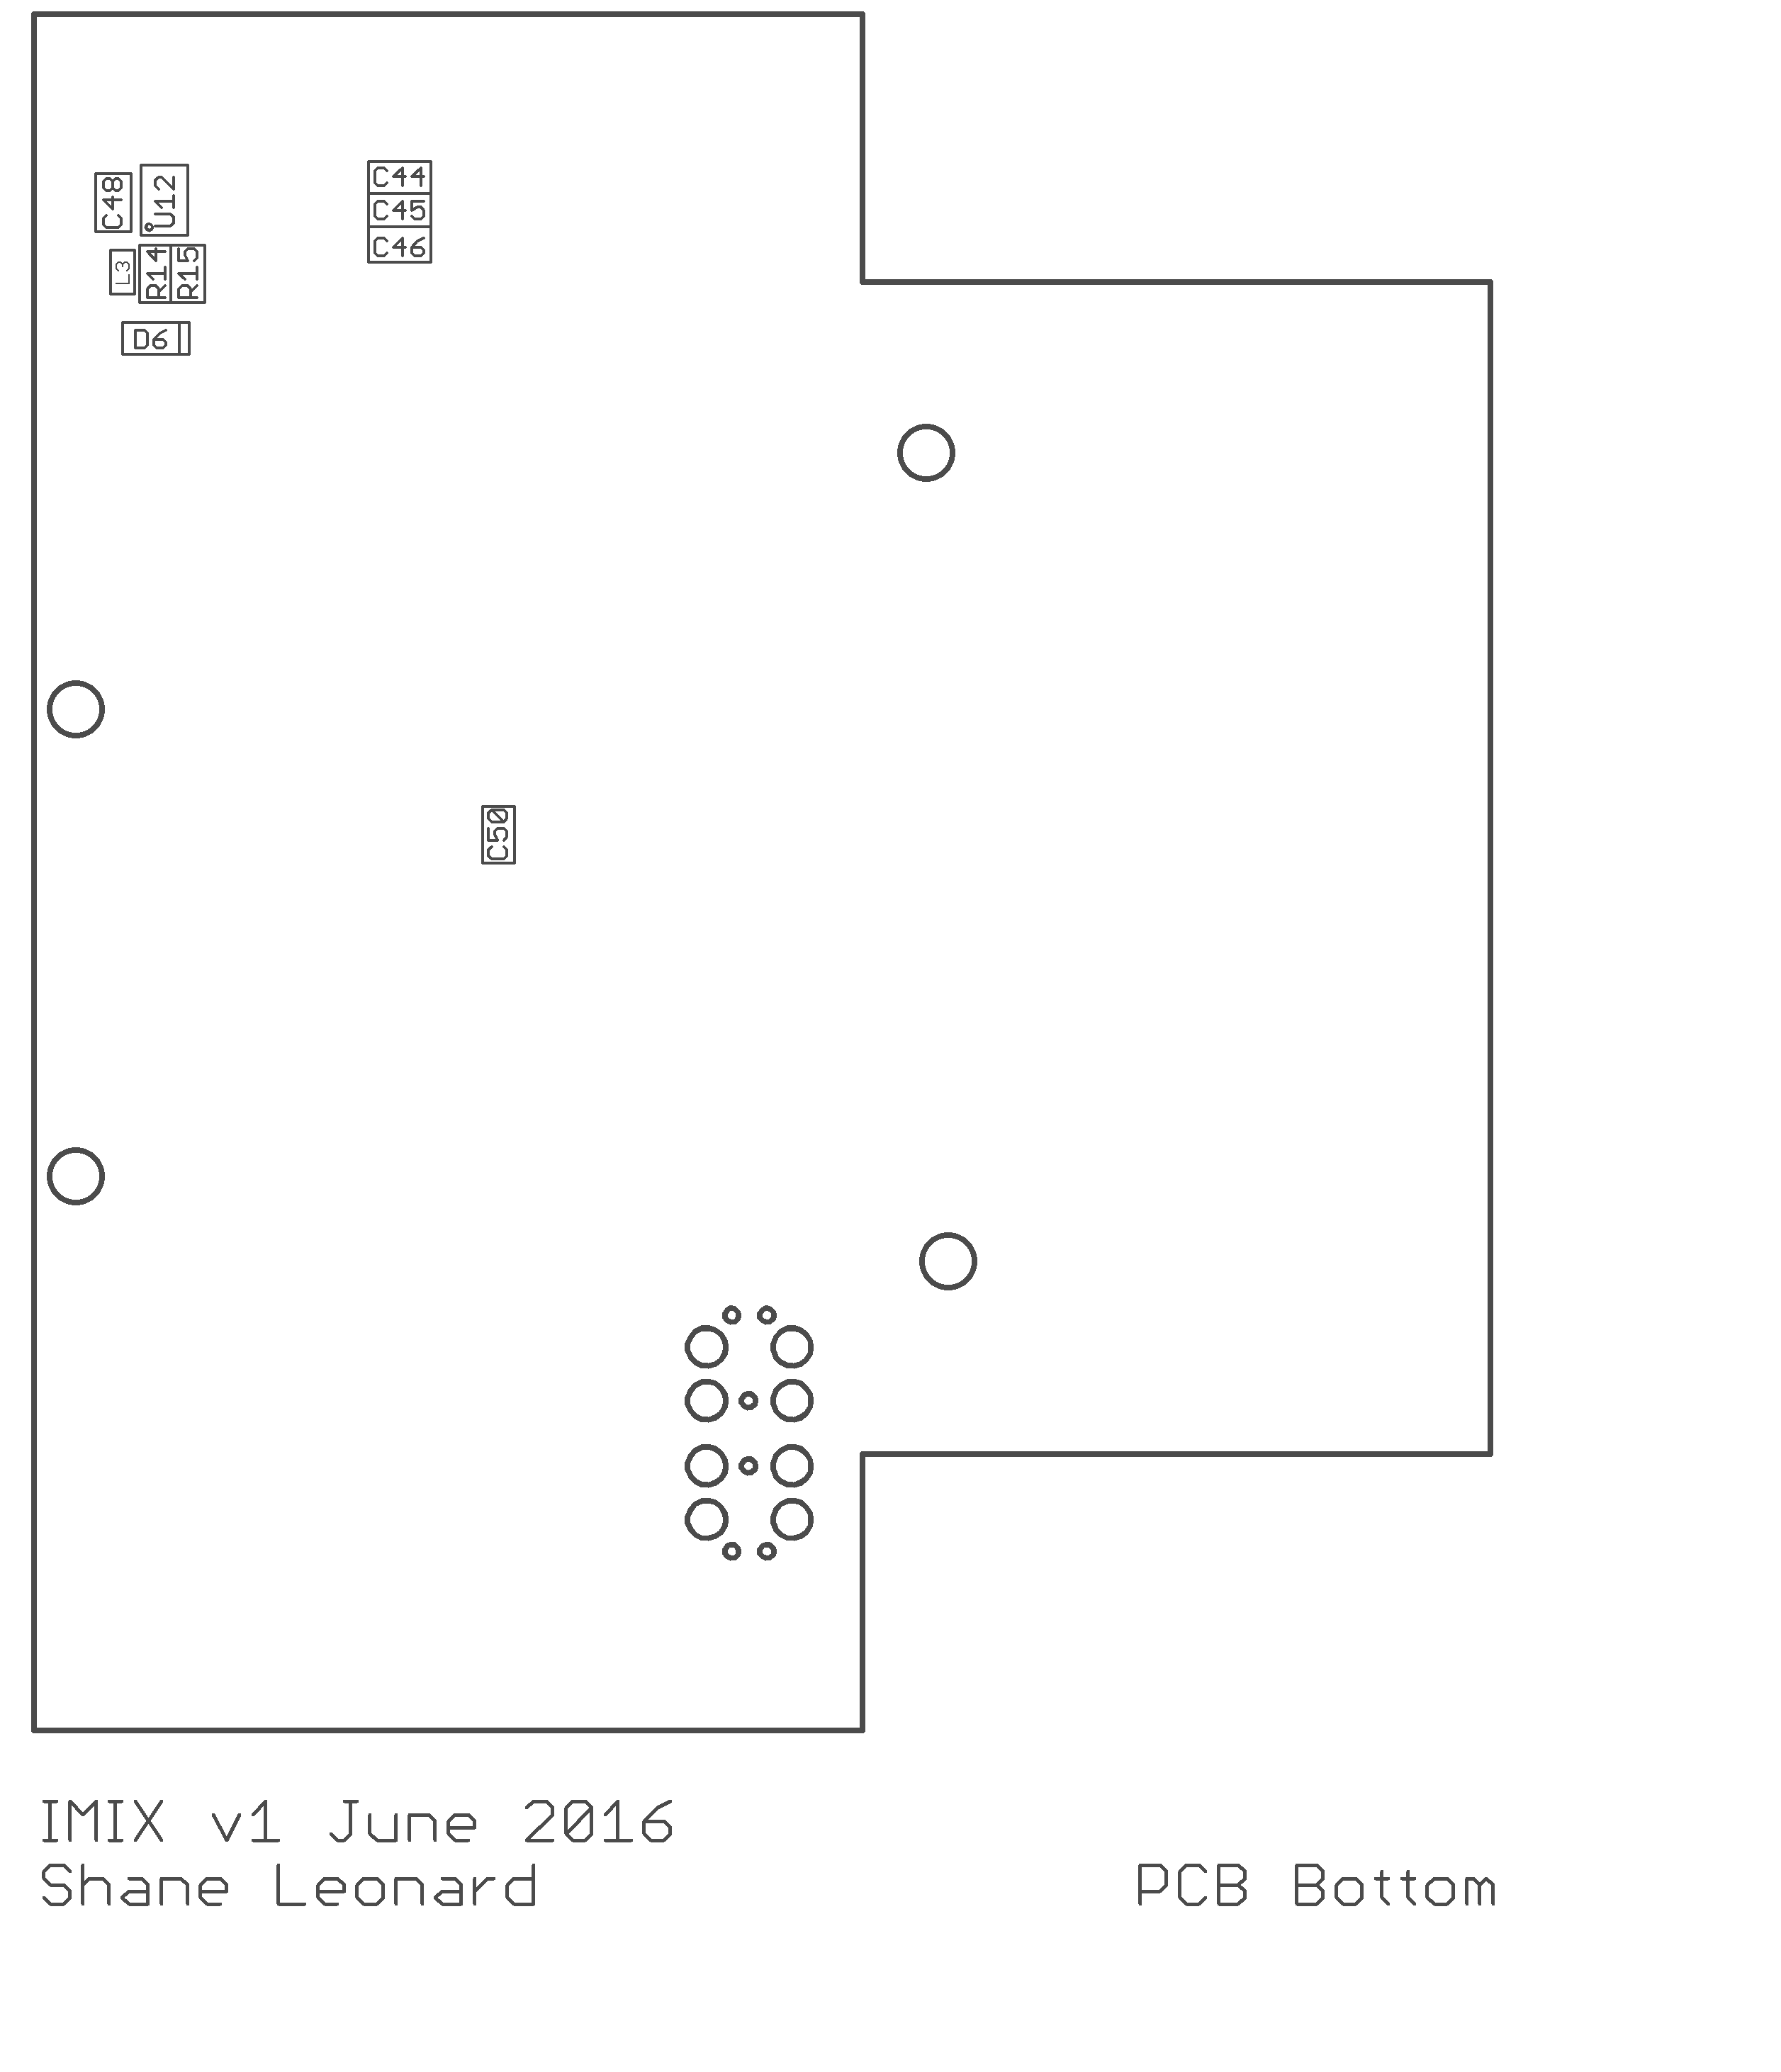 C48
U12
C44
C45
C46
L3
R14
R15
D6
C50
IMIX v1 June 2016
Shane Leonard
PCB Bottom